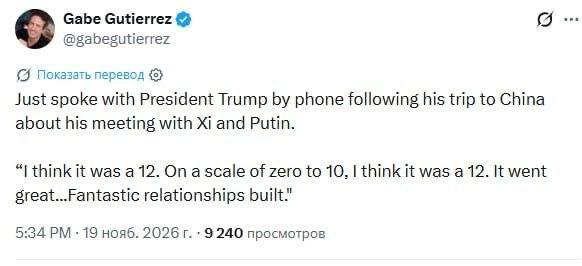 Gabe Gutierrez
@gabegutierrez
Показать перевод
Just spoke with President Trump by phone following his trip to China
about his meeting with Xi and Putin.
“I think it was a 12. On a scale of zero to 10, I think it was a 12. It went
great...Fantastic relationships built."
5:34 PM · 19 нояб. 2026 г. · 9 240 просмотров